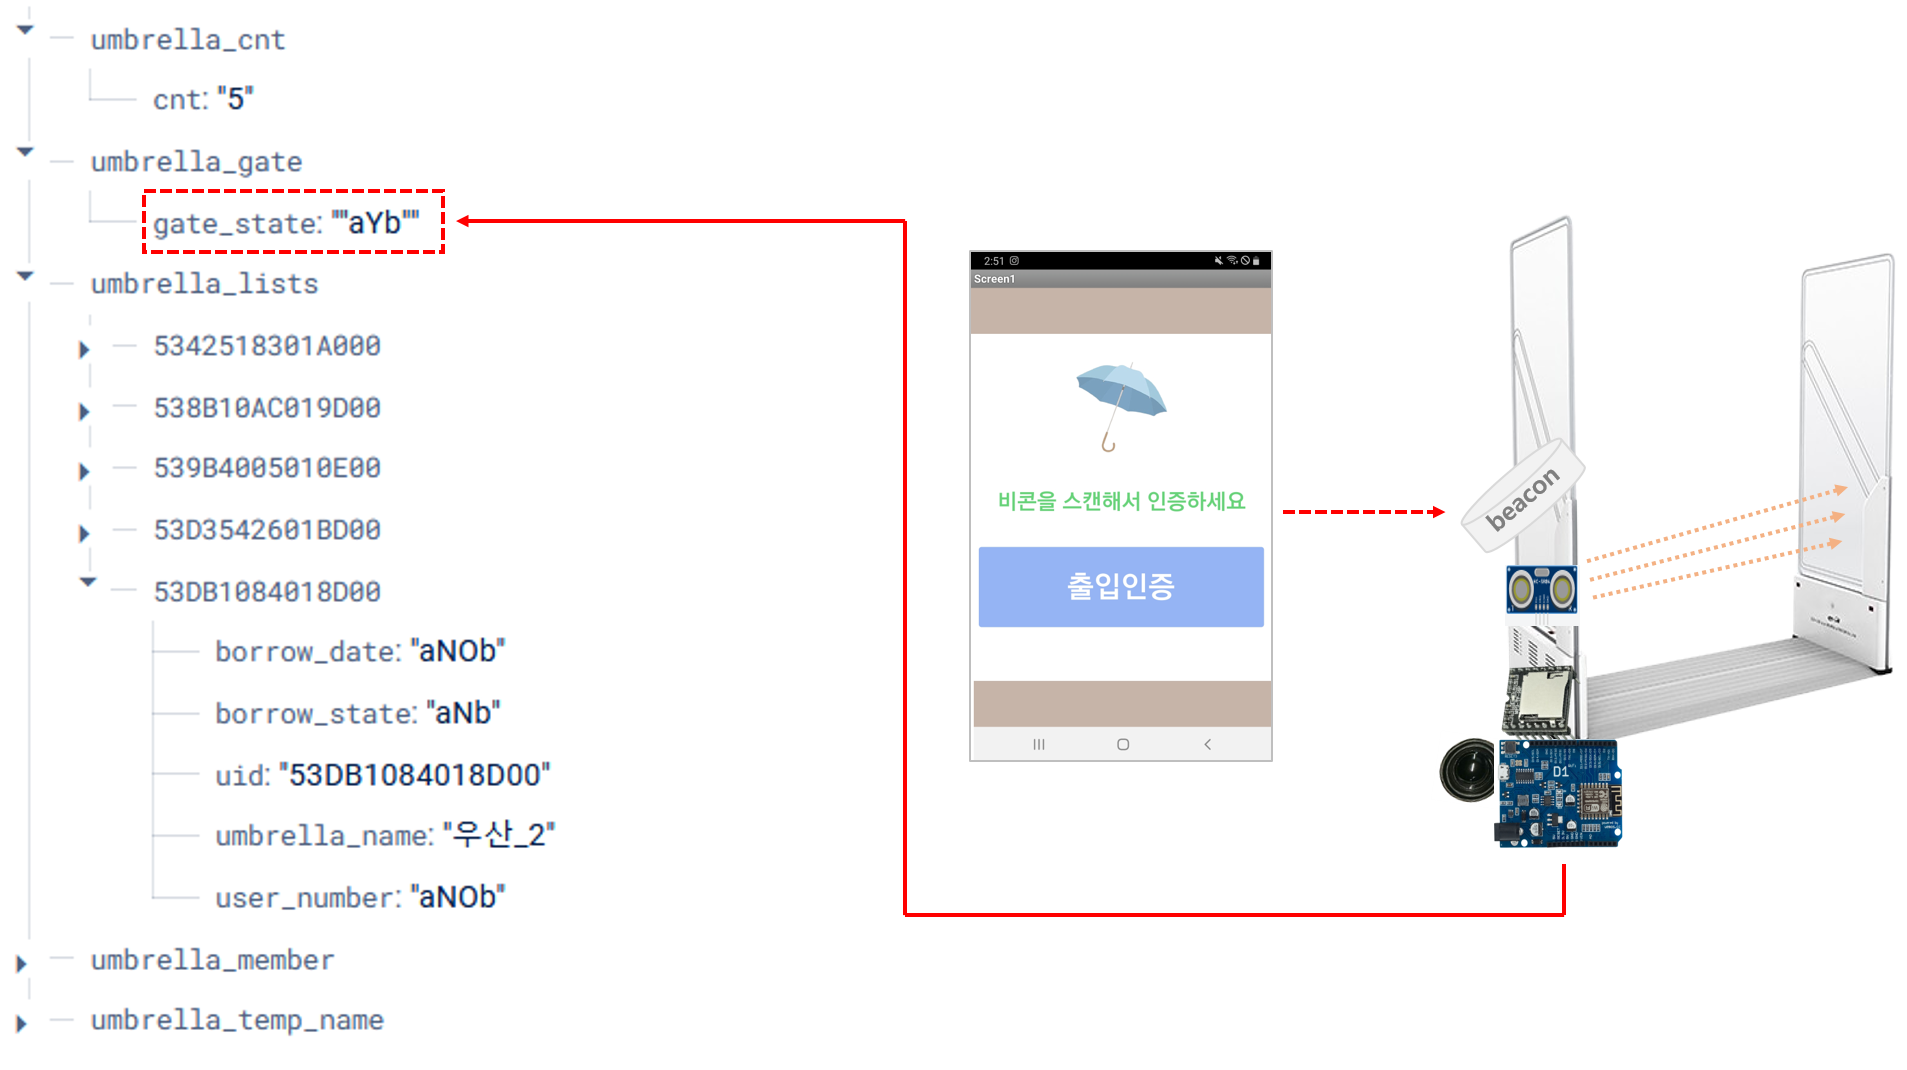 umbrella_cnt
cnt: "5"
umbrella_gate
gate_state: ""aYb""
umbrella_lists
5342518301A000
538B10AC019D00
539B4005010E00
53D3542601BD00
53DB1084018D00
borrow_date: "aNOb"
borrow_state: "aNb"
uid: "53DB1084018D00"
umbrella_name: "우산_2"
user_number: "aNOb"
umbrella_member
umbrella_temp_name
2:51
Screen1
비콘을 스캔해서 인증하세요
출입인증
beacon
D1